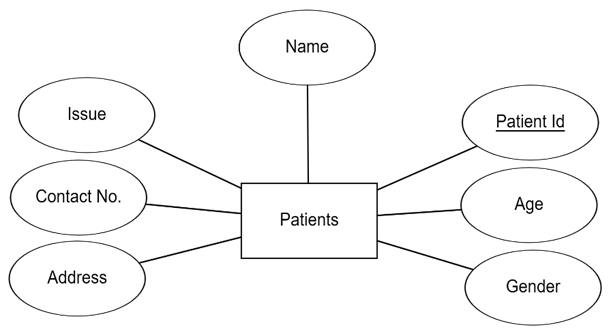 Name
Issue
Patient Id
Contact No.
Age
Patients
Address
Gender